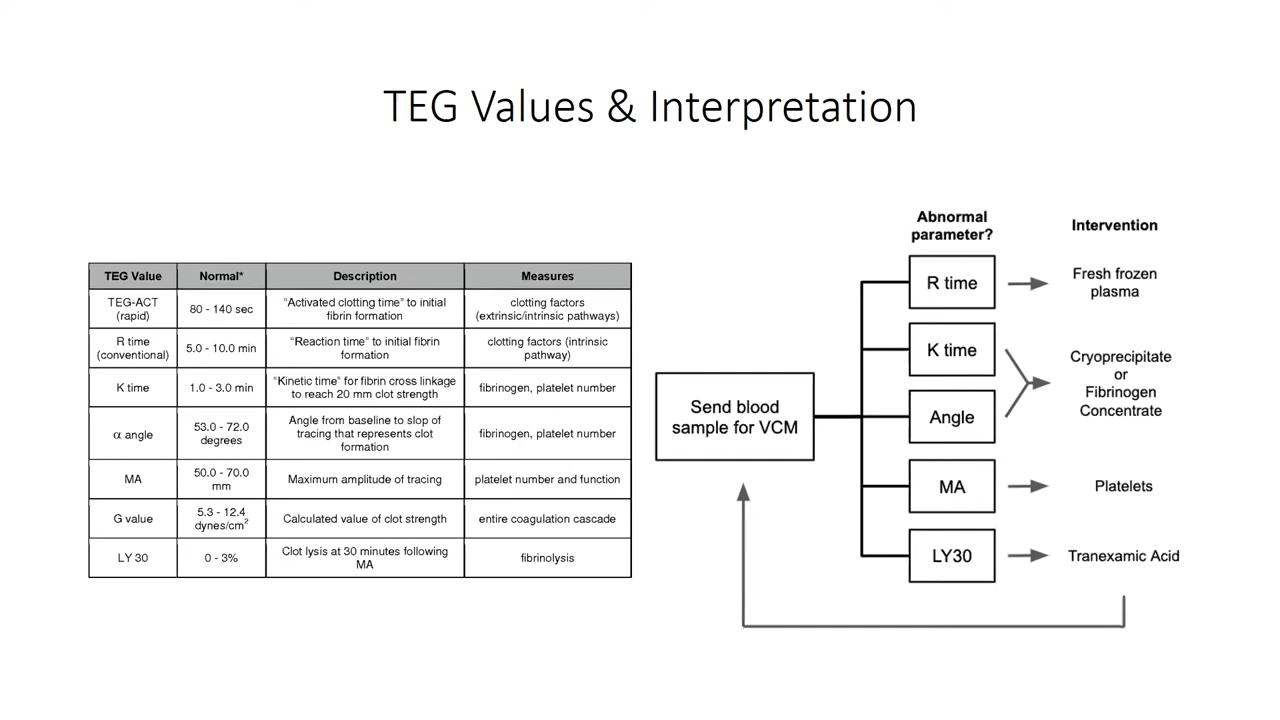 TEG Values & Interpretation
TEG Value Normal* Description Measures
TEG-ACT
(rapid)
80 - 140 sec
“Activated clotting time” to initial
fibrin formation
clotting factors
(extrinsic/intrinsic pathways)
R time
(conventional)
5.0 - 10.0 min
“Reaction time” to initial fibrin
formation
clotting factors (intrinsic
pathway)
K time
1.0 - 3.0 min
“Kinetic time” for fibrin cross linkage
to reach 20 mm clot strength
fibrinogen, platelet number
α angle
53.0 - 72.0
degrees
Angle from baseline to slop of
tracing that represents clot
formation
fibrinogen, platelet number
MA
50.0 - 70.0
mm
Maximum amplitude of tracing
platelet number and function
G value
5.3 - 12.4
dynes/cm²
Calculated value of clot strength
entire coagulation cascade
LY 30
0 - 3%
Clot lysis at 30 minutes following
MA
fibrinolysis
Send blood
sample for VCM
Abnormal
parameter?
Intervention
R time
Fresh frozen
plasma
K time
Angle
Cryoprecipitate
or
Fibrinogen
Concentrate
MA
Platelets
LY30
Tranexamic Acid